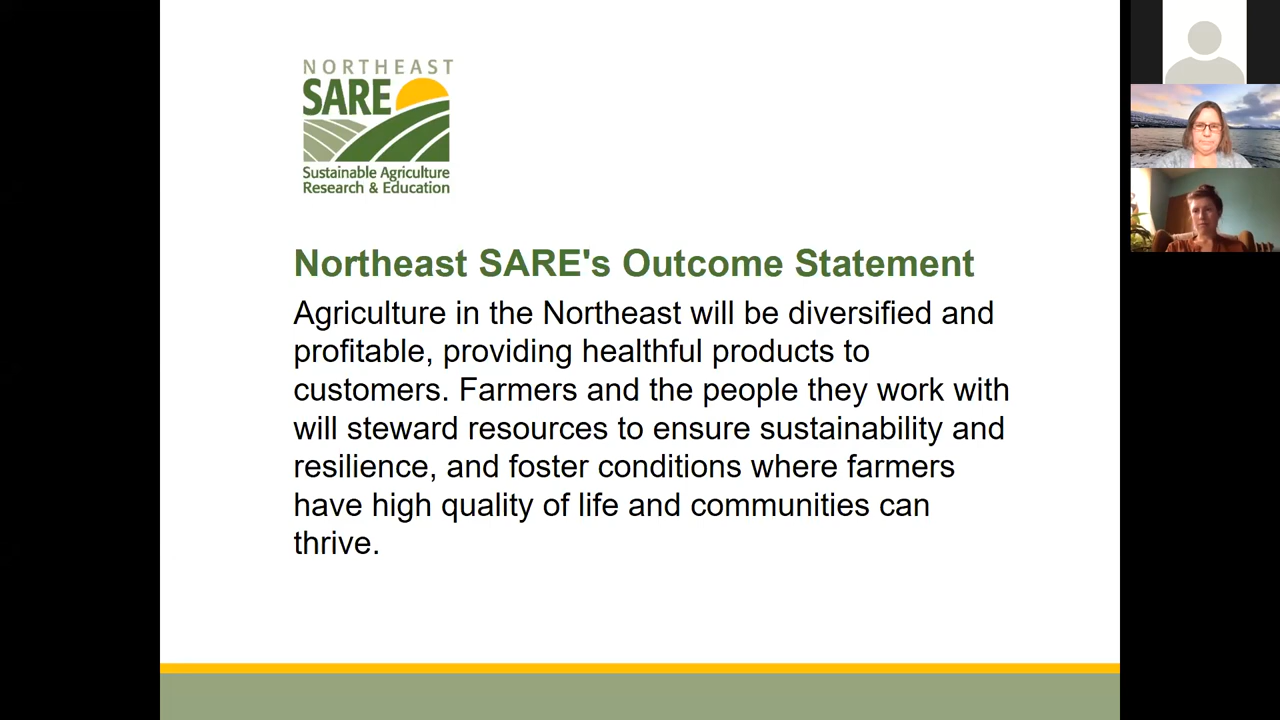 NORTHEAST
SARE
Sustainable Agriculture
Research & Education
Northeast SARE's Outcome Statement
Agriculture in the Northeast will be diversified and
profitable, providing healthful products to
customers. Farmers and the people they work with
will steward resources to ensure sustainability and
resilience, and foster conditions where farmers
have high quality of life and communities can
thrive.